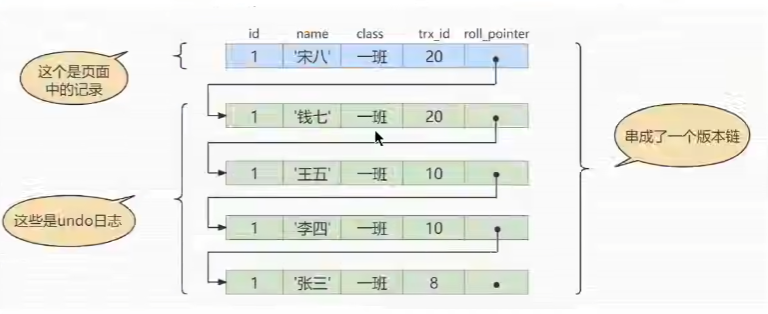 id name class trx_id roll_pointer
1 '宋八' 一班 20
这个是页面
中的记录
1 '钱七' 一班 20
串成了一个版本链
1 '王五' 一班 10
这些是undo日志
1 '李四' 一班 10
1 '张三' 一班 8